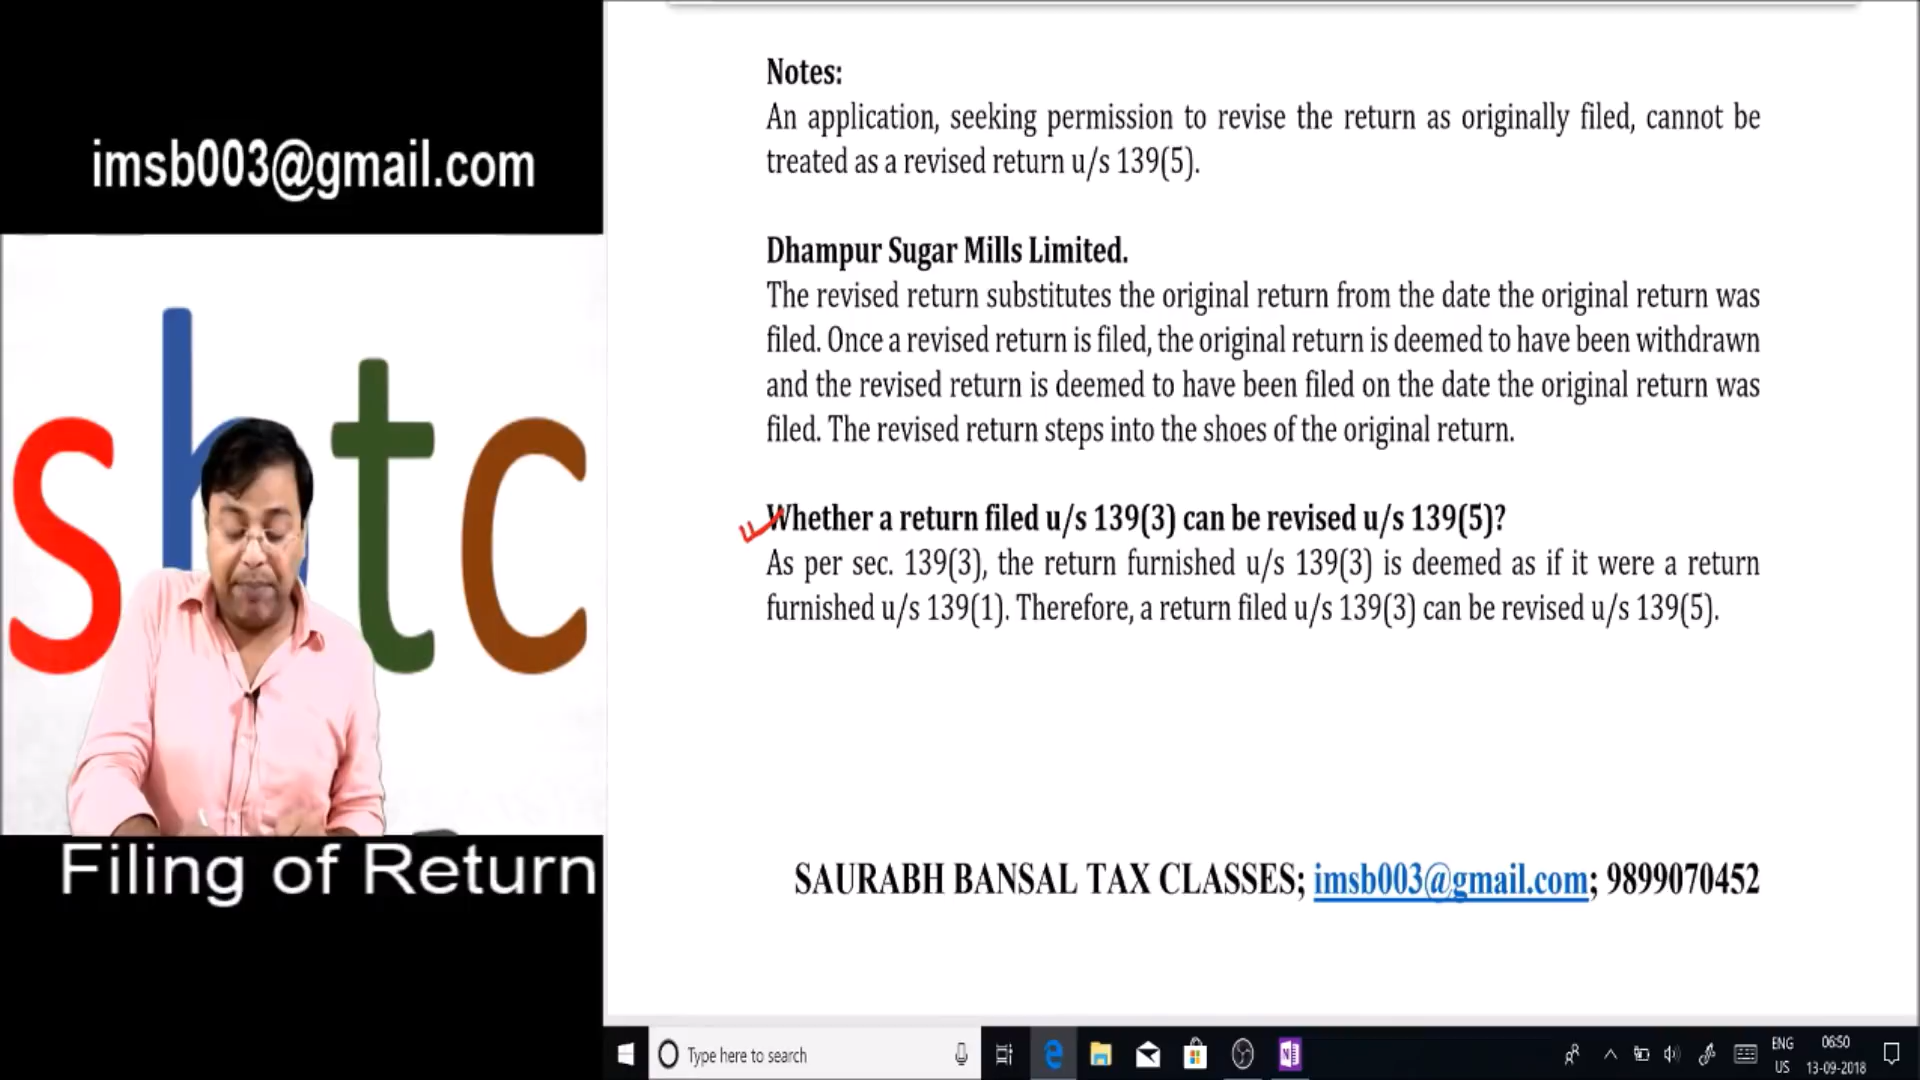 imsb003@gmail.com
sbtc
Filing of Return
Notes:
An application, seeking permission to revise the return as originally filed, cannot be
treated as a revised return u/s 139(5).
Dhampur Sugar Mills Limited.
The revised return substitutes the original return from the date the original return was
filed. Once a revised return is filed, the original return is deemed to have been withdrawn
and the revised return is deemed to have been filed on the date the original return was
filed. The revised return steps into the shoes of the original return.
Whether a return filed u/s 139(3) can be revised u/s 139(5)?
As per sec. 139(3), the return furnished u/s 139(3) is deemed as if it were a return
furnished u/s 139(1). Therefore, a return filed u/s 139(3) can be revised u/s 139(5).
SAURABH BANSAL TAX CLASSES; imsb003@gmail.com; 9899070452
Type here to search
ENG
US
06:50
13-09-2018